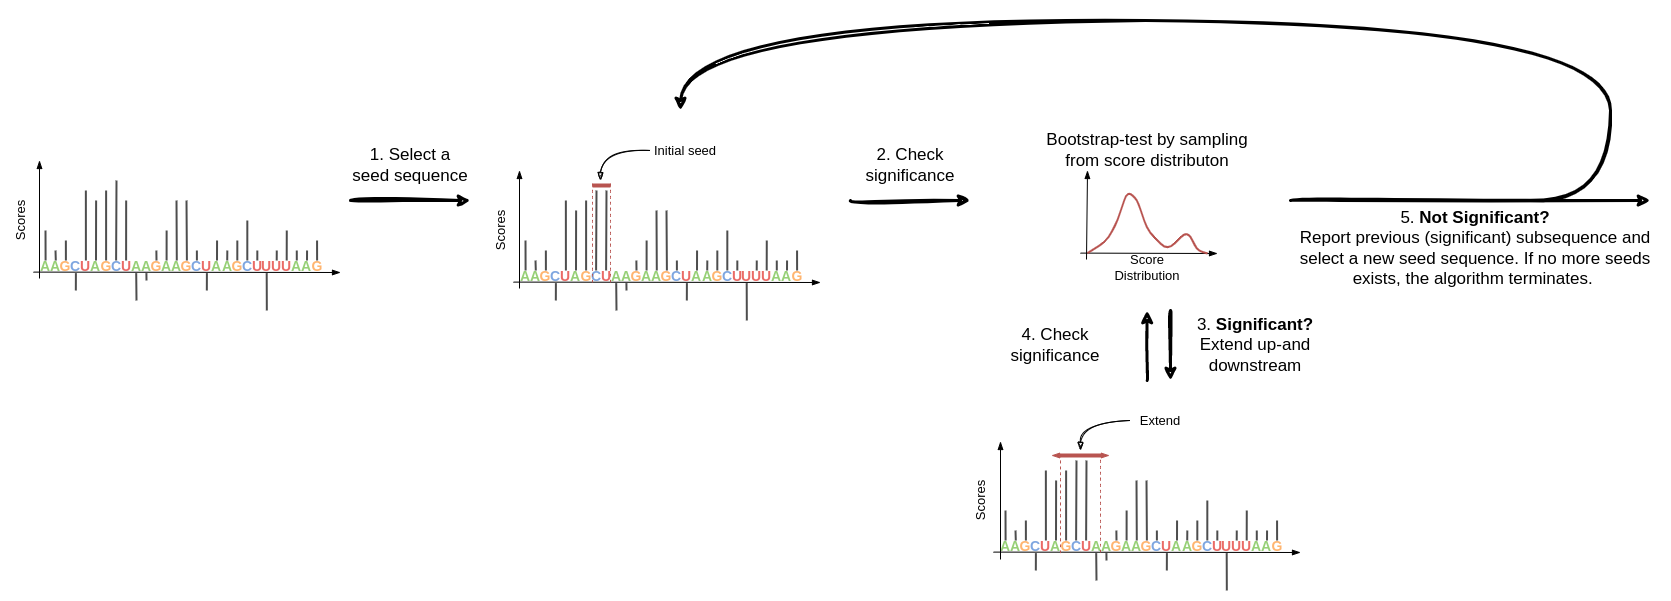 Bootstrap-test by sampling
from score distributon
1. Select a
seed sequence
Initial seed
2. Check
significance
Scores
AAGCUAGCUAAGAAGCUAAGCUUUUAAG
Scores
AAGCUAGCUAAGAAGCUAAGCUUUUAAG
Score
Distribution
5. Not Significant?
Report previous (significant) subsequence and
select a new seed sequence. If no more seeds
exists, the algorithm terminates.
4. Check
significance
3. Significant?
Extend up-and
downstream
Extend
Scores
AAGCUAGCUAAGAAGCUAAGCUUUUAAG